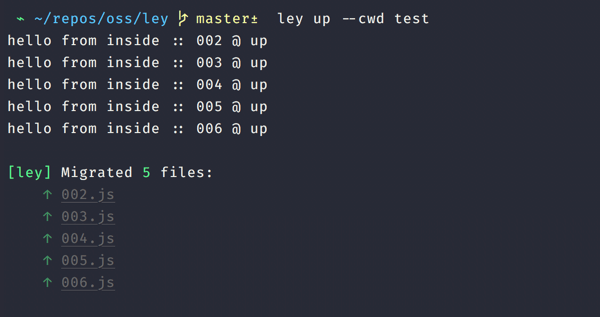 ~/repos/oss/ley master± ley up --cwd test
hello from inside :: 002 @ up
hello from inside :: 003 @ up
hello from inside :: 004 @ up
hello from inside :: 005 @ up
hello from inside :: 006 @ up
[ley] Migrated 5 files:
↑ 002.js
↑ 003.js
↑ 004.js
↑ 005.js
↑ 006.js